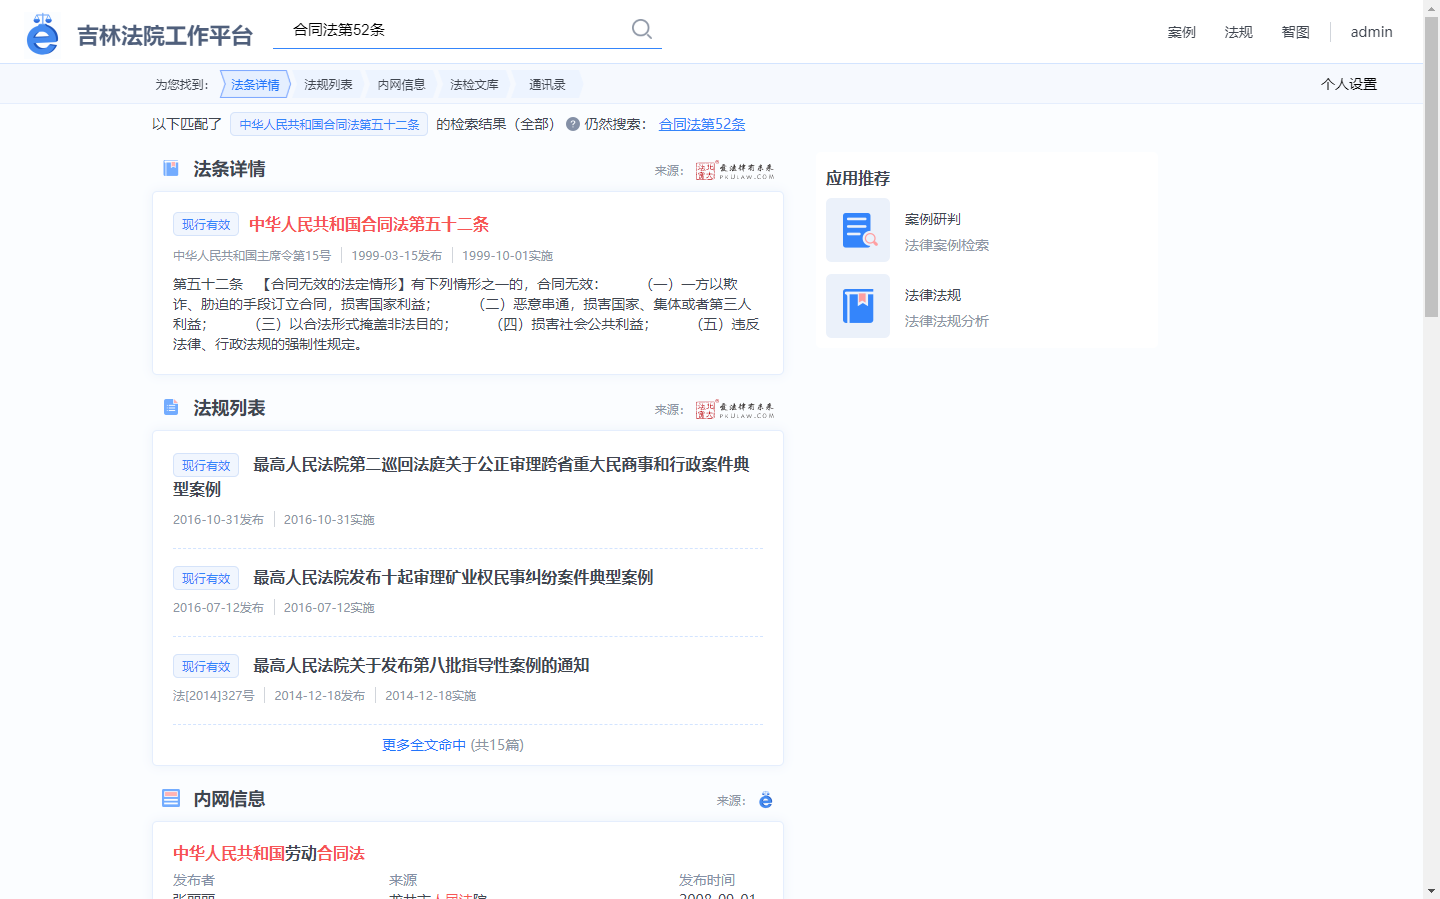 吉林法院工作平台
合同法第52条
案例
法规
智图
admin
为您找到：
法条详情
法规列表
内网信息
法检文库
通讯录
个人设置
以下匹配了 中华人民共和国合同法第五十二条 的检索结果（全部） ? 仍然搜索： 合同法第52条
法条详情
来源：
爱法律有未来
PKULAW.COM
现行有效 中华人民共和国合同法第五十二条
中华人民共和国主席令第15号 1999-03-15发布 1999-10-01实施
第五十二条 【合同无效的法定情形】有下列情形之一的，合同无效： （一）一方以欺
诈、胁迫的手段订立合同，损害国家利益； （二）恶意串通，损害国家、集体或者第三人
利益； （三）以合法形式掩盖非法目的； （四）损害社会公共利益； （五）违反
法律、行政法规的强制性规定。
法规列表
来源：
爱法律有未来
PKULAW.COM
现行有效 最高人民法院第二巡回法庭关于公正审理跨省重大民商事和行政案件典
型案例
2016-10-31发布 2016-10-31实施
现行有效 最高人民法院发布十起审理矿业权民事纠纷案件典型案例
2016-07-12发布 2016-07-12实施
现行有效 最高人民法院关于发布第八批指导性案例的通知
法[2014]327号 2014-12-18发布 2014-12-18实施
更多全文命中 (共15篇)
内网信息
来源：
中华人民共和国劳动合同法
发布者 来源 发布时间
应用推荐
案例研判
法律案例检索
法律法规
法律法规分析